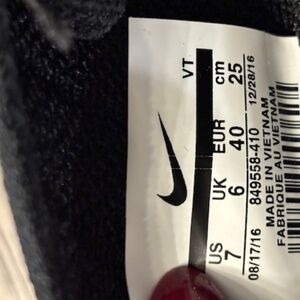 VT
US UK EUR cm
7 6 40 25
08/17/16 849558-410 12/28/16
MADE IN VIETNAM
FABRIQUE AU VIETNAM